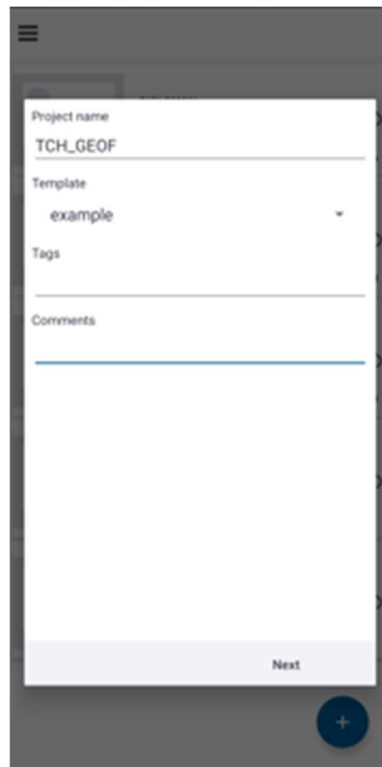 Project name
TCH_GEOF
Template
example
Tags
Comments
Next